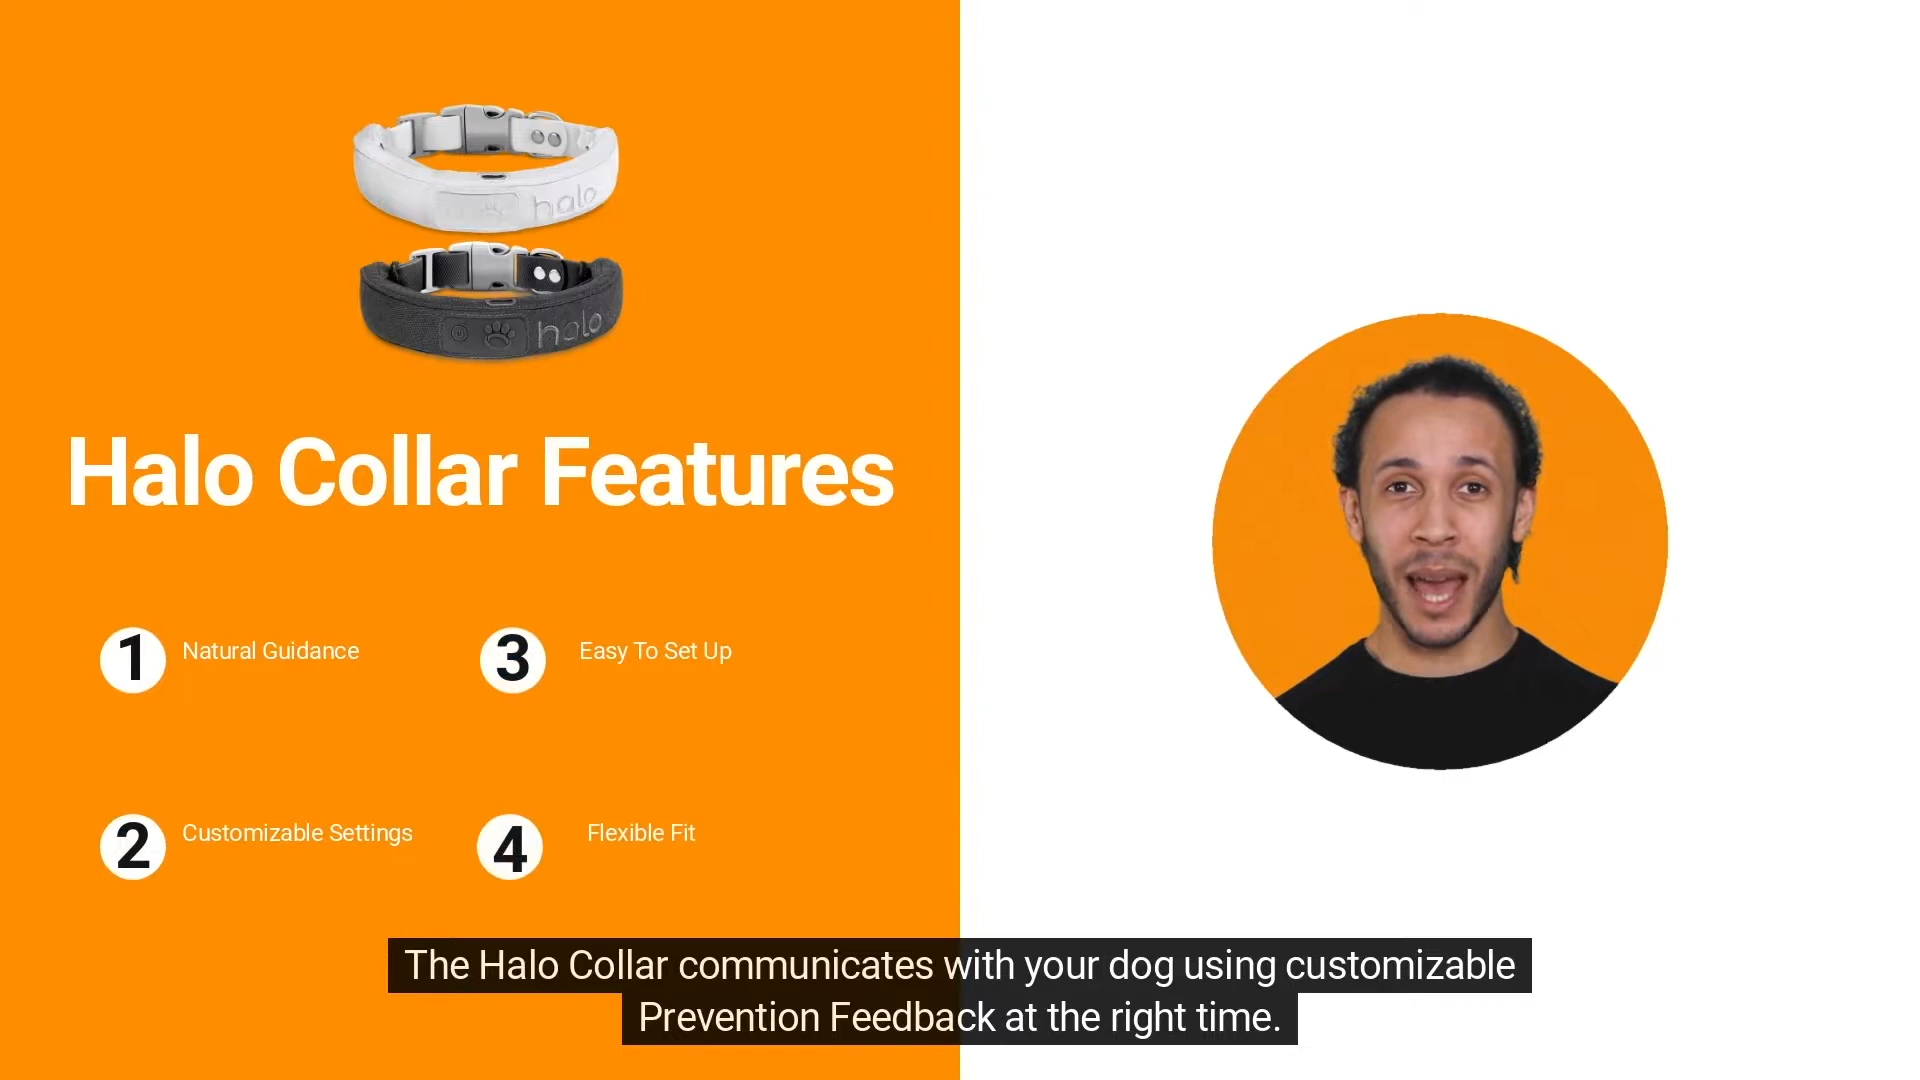 halo
halo
Halo Collar Features
1 Natural Guidance
3 Easy To Set Up
2 Customizable Settings
4 Flexible Fit
The Halo Collar communicates with your dog using customizable
Prevention Feedback at the right time.